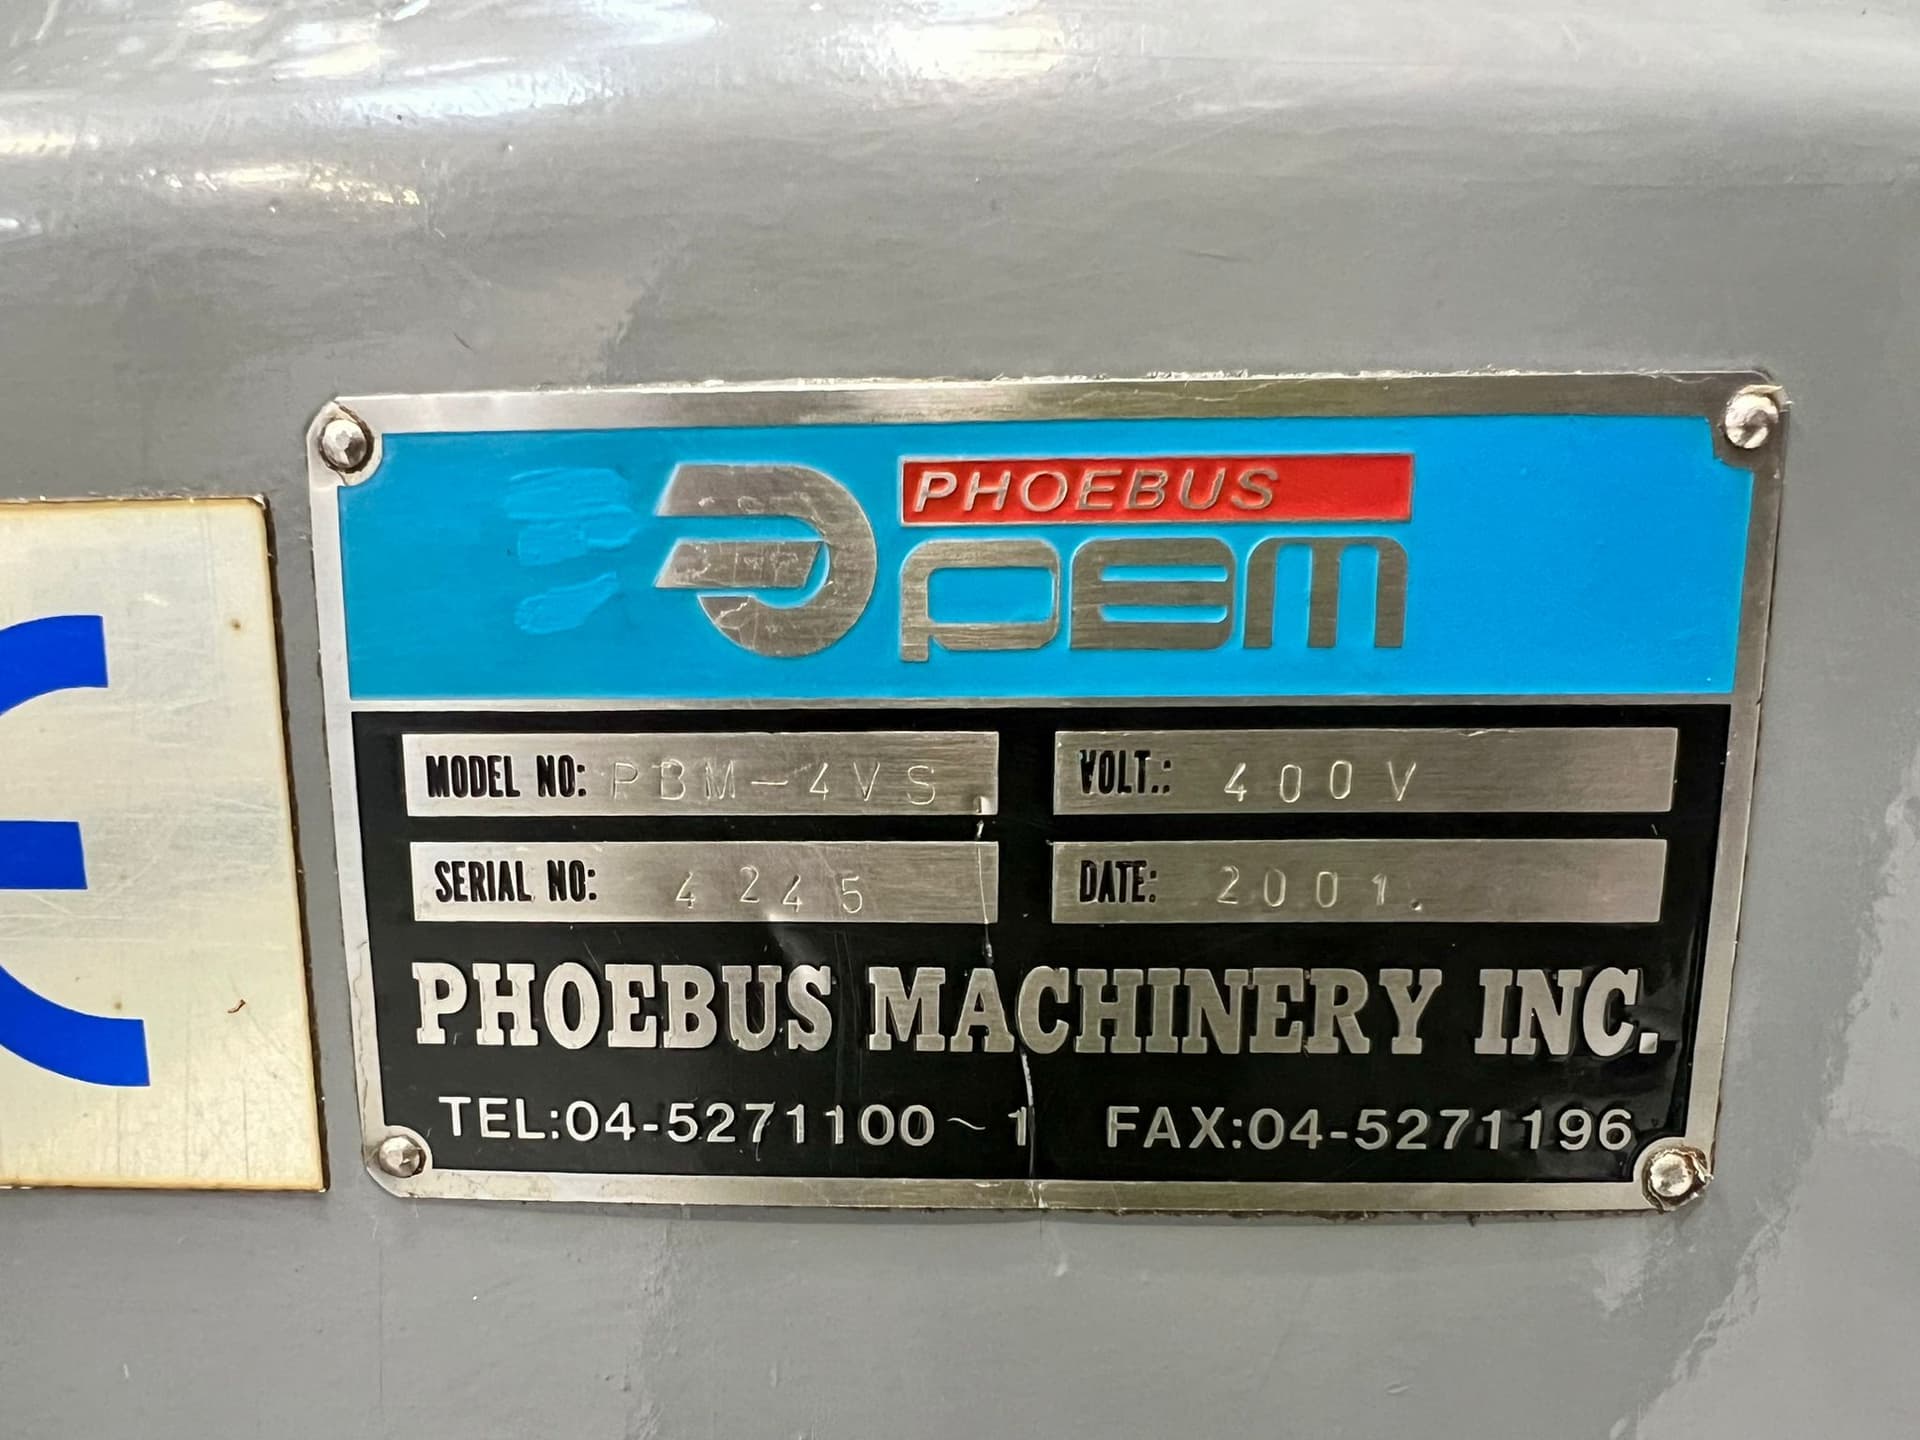 PHOEBUS
PBM
MODEL NO: PBM-4VS
VOLT.: 400V
SERIAL NO: 4245
DATE: 2001.
PHOEBUS MACHINERY INC.
TEL:04-5271100~1 FAX:04-5271196